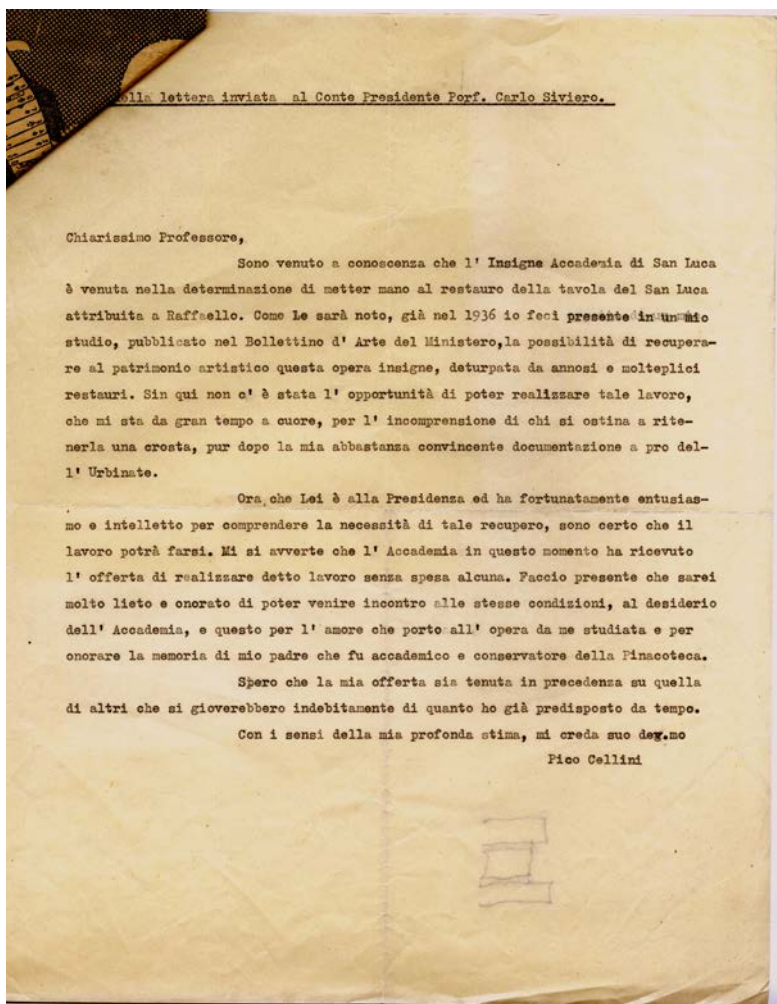 ella lettera inviata al Conte Presidente Porf. Carlo Siviero.
Chiarissimo Professore,
Sono venuto a conoscenza che l' Insigne Accademia di San Luca
è venuta nella determinazione di metter mano al restauro della tavola del San Luca
attribuita a Raffaello. Come Le sarà noto, già nel 1936 io feci presente in un mio
studio, pubblicato nel Bollettino d' Arte del Ministero,la possibilità di recupera-
re al patrimonio artistico questa opera insigne, deturpata da annosi e molteplici
restauri. Sin qui non c' è stata l' opportunità di poter realizzare tale lavoro,
che mi sta da gran tempo a cuore, per l' incomprensione di chi si ostina a rite-
nerla una crosta, pur dopo la mia abbastanza convincente documentazione a pro del-
l' Urbinate.
Ora che Lei è alla Presidenza ed ha fortunatamente entusias-
mo e intelletto per comprendere la necessità di tale recupero, sono certo che il
lavoro potrà farsi. Mi si avverte che l' Accademia in questo momento ha ricevuto
l' offerta di realizzare detto lavoro senza spesa alcuna. Faccio presente che sarei
molto lieto e onorato di poter venire incontro alle stesse condizioni, al desiderio
dell' Accademia, e questo per l' amore che porto all' opera da me studiata e per
onorare la memoria di mio padre che fu accademico e conservatore della Pinacoteca.
Spero che la mia offerta sia tenuta in precedenza su quella
di altri che si gioverebbero indebitamente di quanto ho già predisposto da tempo.
Con i sensi della mia profonda stima, mi creda suo dev.mo
Pico Cellini